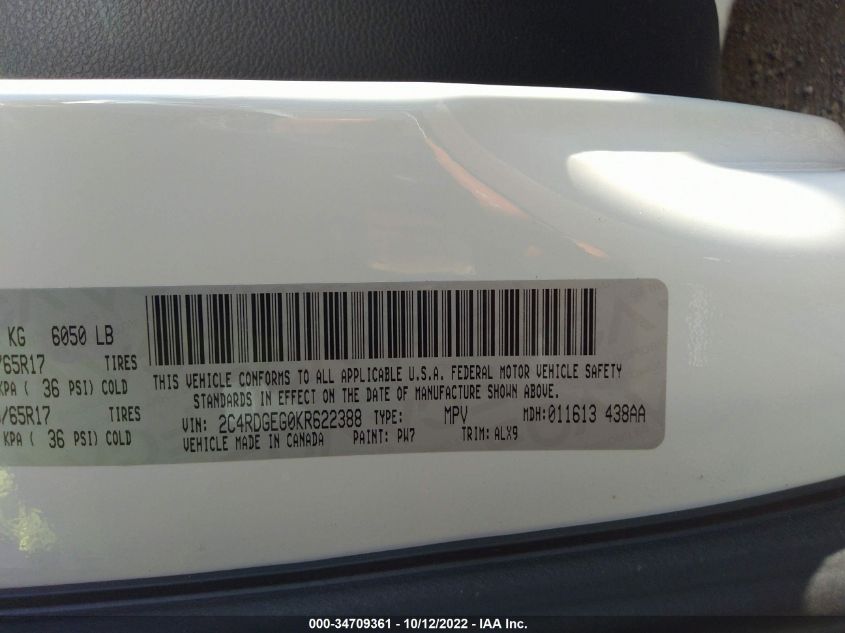 KG 6050 LB
/65R17 TIRES
KPA ( 36 PSI) COLD
/65R17 TIRES
KPA ( 36 PSI) COLD
THIS VEHICLE CONFORMS TO ALL APPLICABLE U.S.A. FEDERAL MOTOR VEHICLE SAFETY
STANDARDS IN EFFECT ON THE DATE OF MANUFACTURE SHOWN ABOVE.
VIN: 2C4RDGEG0KR622388 TYPE: MPV MDH:011613 438AA
VEHICLE MADE IN CANADA PAINT: PW7 TRIM: ALX9
000-34709361 - 10/12/2022 - IAA Inc.